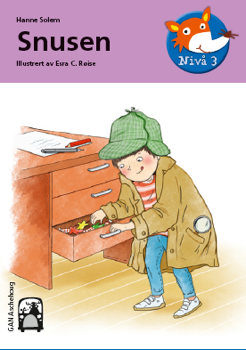 Hanne Solem
Snusen
Illustrert av Esra C. Røise
Nivå 3
GAN Aschehoug